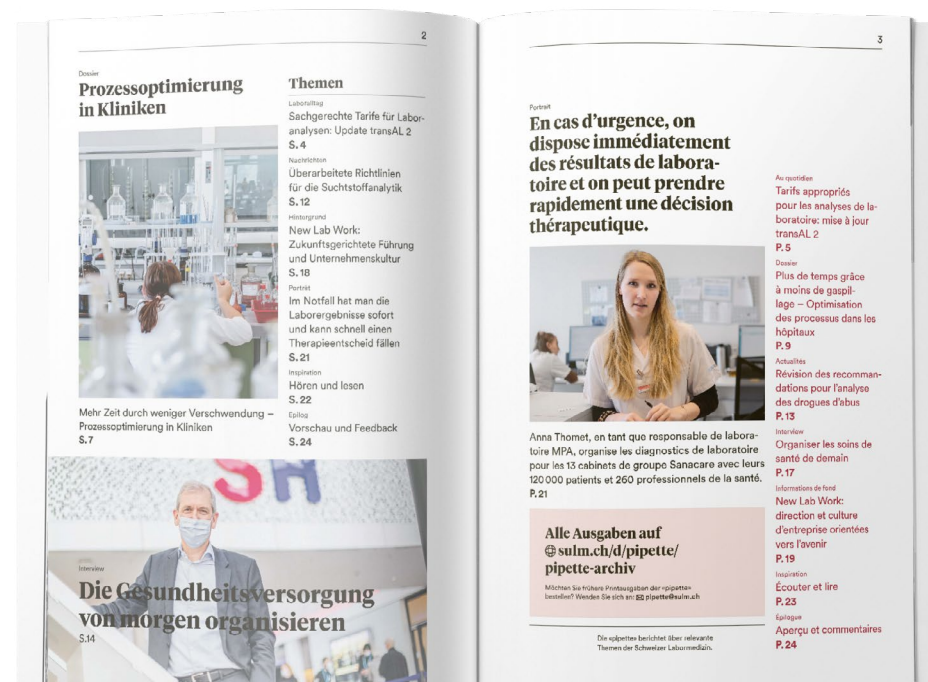 2
Dossier
Prozessoptimierung
in Kliniken
Mehr Zeit durch weniger Verschwendung –
Prozessoptimierung in Kliniken
S. 7
Themen
Laboralltag
Sachgerechte Tarife für Labor-
analysen: Update transAL 2
S. 4
Nachrichten
Überarbeitete Richtlinien
für die Suchtstoffanalytik
S. 12
Hintergrund
New Lab Work:
Zukunftsgerichtete Führung
und Unternehmenskultur
S. 18
Porträt
Im Notfall hat man die
Laborergebnisse sofort
und kann schnell einen
Therapieentscheid fällen
S. 21
Inspiration
Hören und lesen
S. 22
Epilog
Vorschau und Feedback
S. 24
SH
Interview
Die Gesundheitsversorgung
von morgen organisieren
S.14
3
Portrait
En cas d'urgence, on
dispose immédiatement
des résultats de labora-
toire et on peut prendre
rapidement une décision
thérapeutique.
Anna Thomet, en tant que responsable de labora-
toire MPA, organise les diagnostics de laboratoire
pour les 13 cabinets de groupe Sanacare avec leurs
120 000 patients et 260 professionnels de la santé.
P. 21
Alle Ausgaben auf
sulm.ch/d/pipette/
pipette-archiv
Möchten Sie frühere Printausgaben der «pipette»
bestellen? Wenden Sie sich an: pipette@sulm.ch
Die «pipette» berichtet über relevante
Themen der Schweizer Labormedizin.
Au quotidien
Tarifs appropriés
pour les analyses de la-
boratoire: mise à jour
transAL 2
P. 5
Dossier
Plus de temps grâce
à moins de gaspil-
lage – Optimisation
des processus dans les
hôpitaux
P. 9
Actualités
Révision des recomman-
dations pour l'analyse
des drogues d'abus
P. 13
Interview
Organiser les soins de
santé de demain
P. 17
Informations de fond
New Lab Work:
direction et culture
d'entreprise orientées
vers l'avenir
P. 19
Inspiration
Écouter et lire
P. 23
Epilogue
Aperçu et commentaires
P. 24